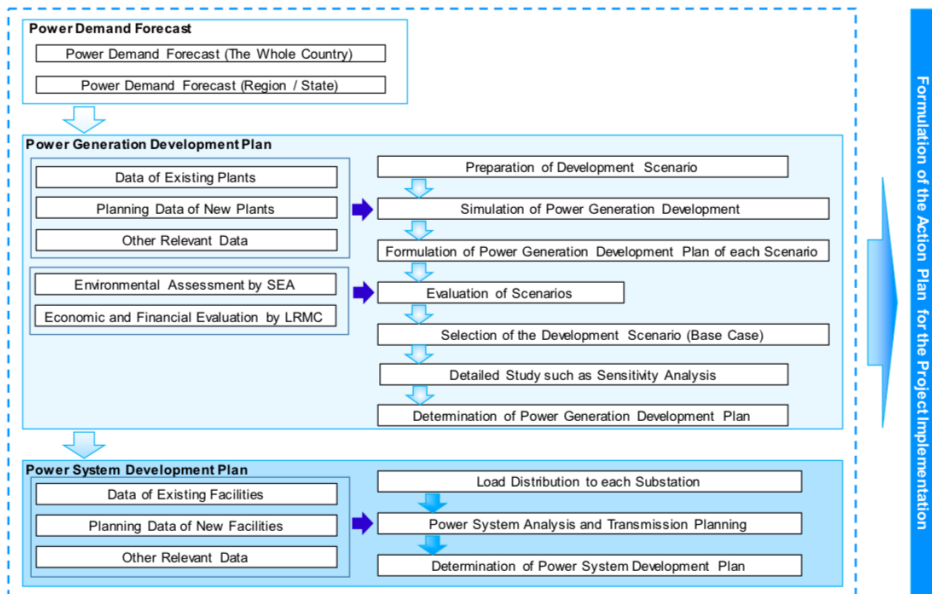 Power Demand Forecast
Power Demand Forecast (The Whole Country)
Power Demand Forecast (Region / State)
Power Generation Development Plan
Data of Existing Plants
Planning Data of New Plants
Other Relevant Data
Environmental Assessment by SEA
Economic and Financial Evaluation by LRMC
Preparation of Development Scenario
Simulation of Power Generation Development
Formulation of Power Generation Development Plan of each Scenario
Evaluation of Scenarios
Selection of the Development Scenario (Base Case)
Detailed Study such as Sensitivity Analysis
Determination of Power Generation Development Plan
Power System Development Plan
Data of Existing Facilities
Planning Data of New Facilities
Other Relevant Data
Load Distribution to each Substation
Power System Analysis and Transmission Planning
Determination of Power System Development Plan
Formulation of the Action Plan for the Project Implementation